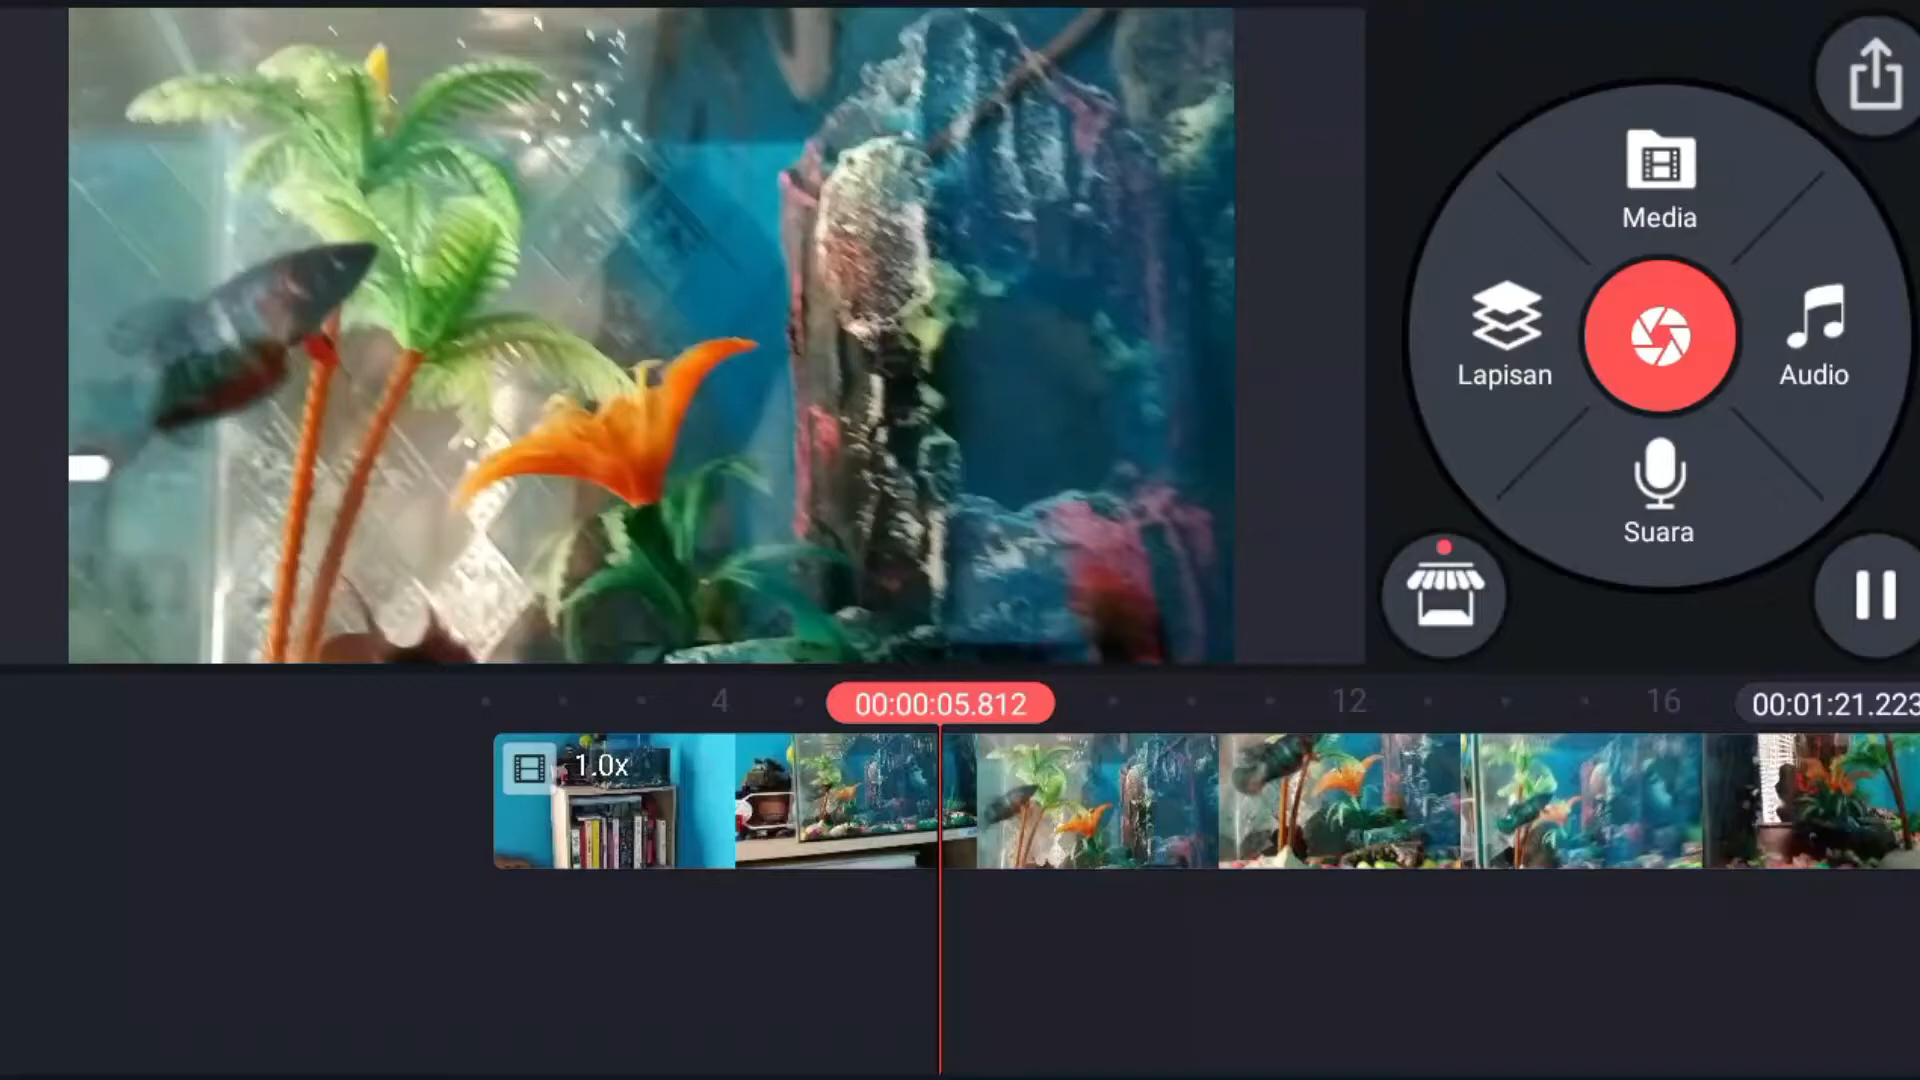 Media
Lapisan
Audio
Suara
4
00:00:05.812
12
16
00:01:21.223
1.0x